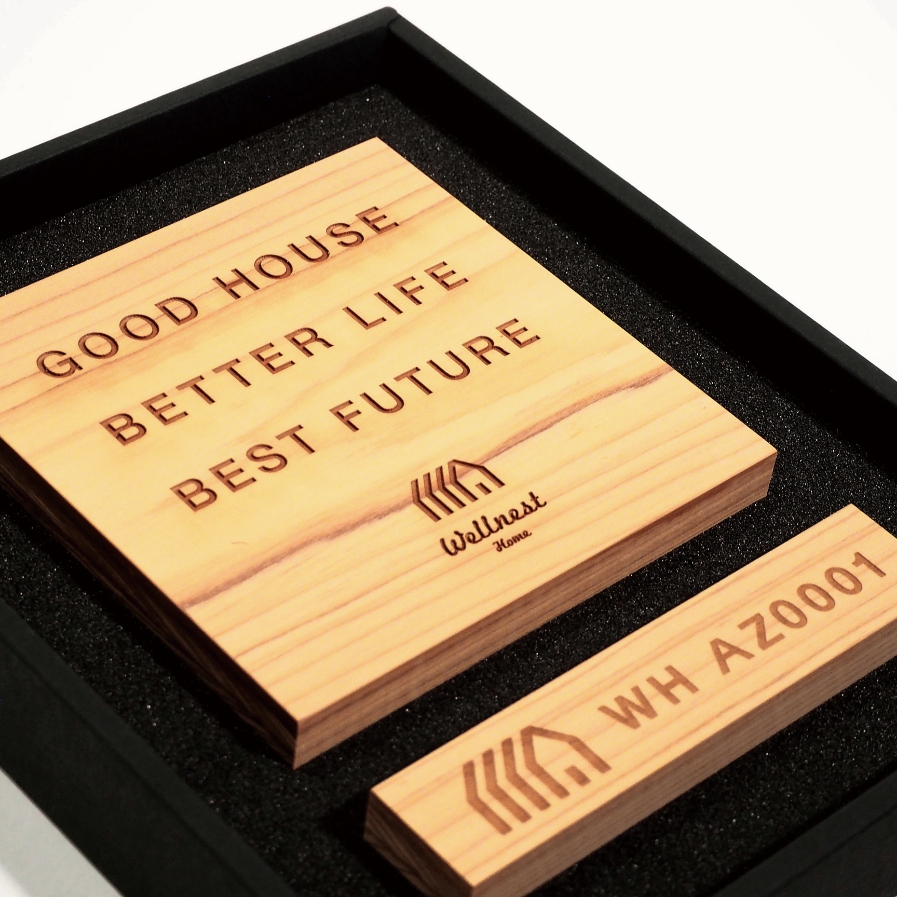 GOOD HOUSE
BETTER LIFE
BEST FUTURE
Wellnest
Home
WH AZ0001